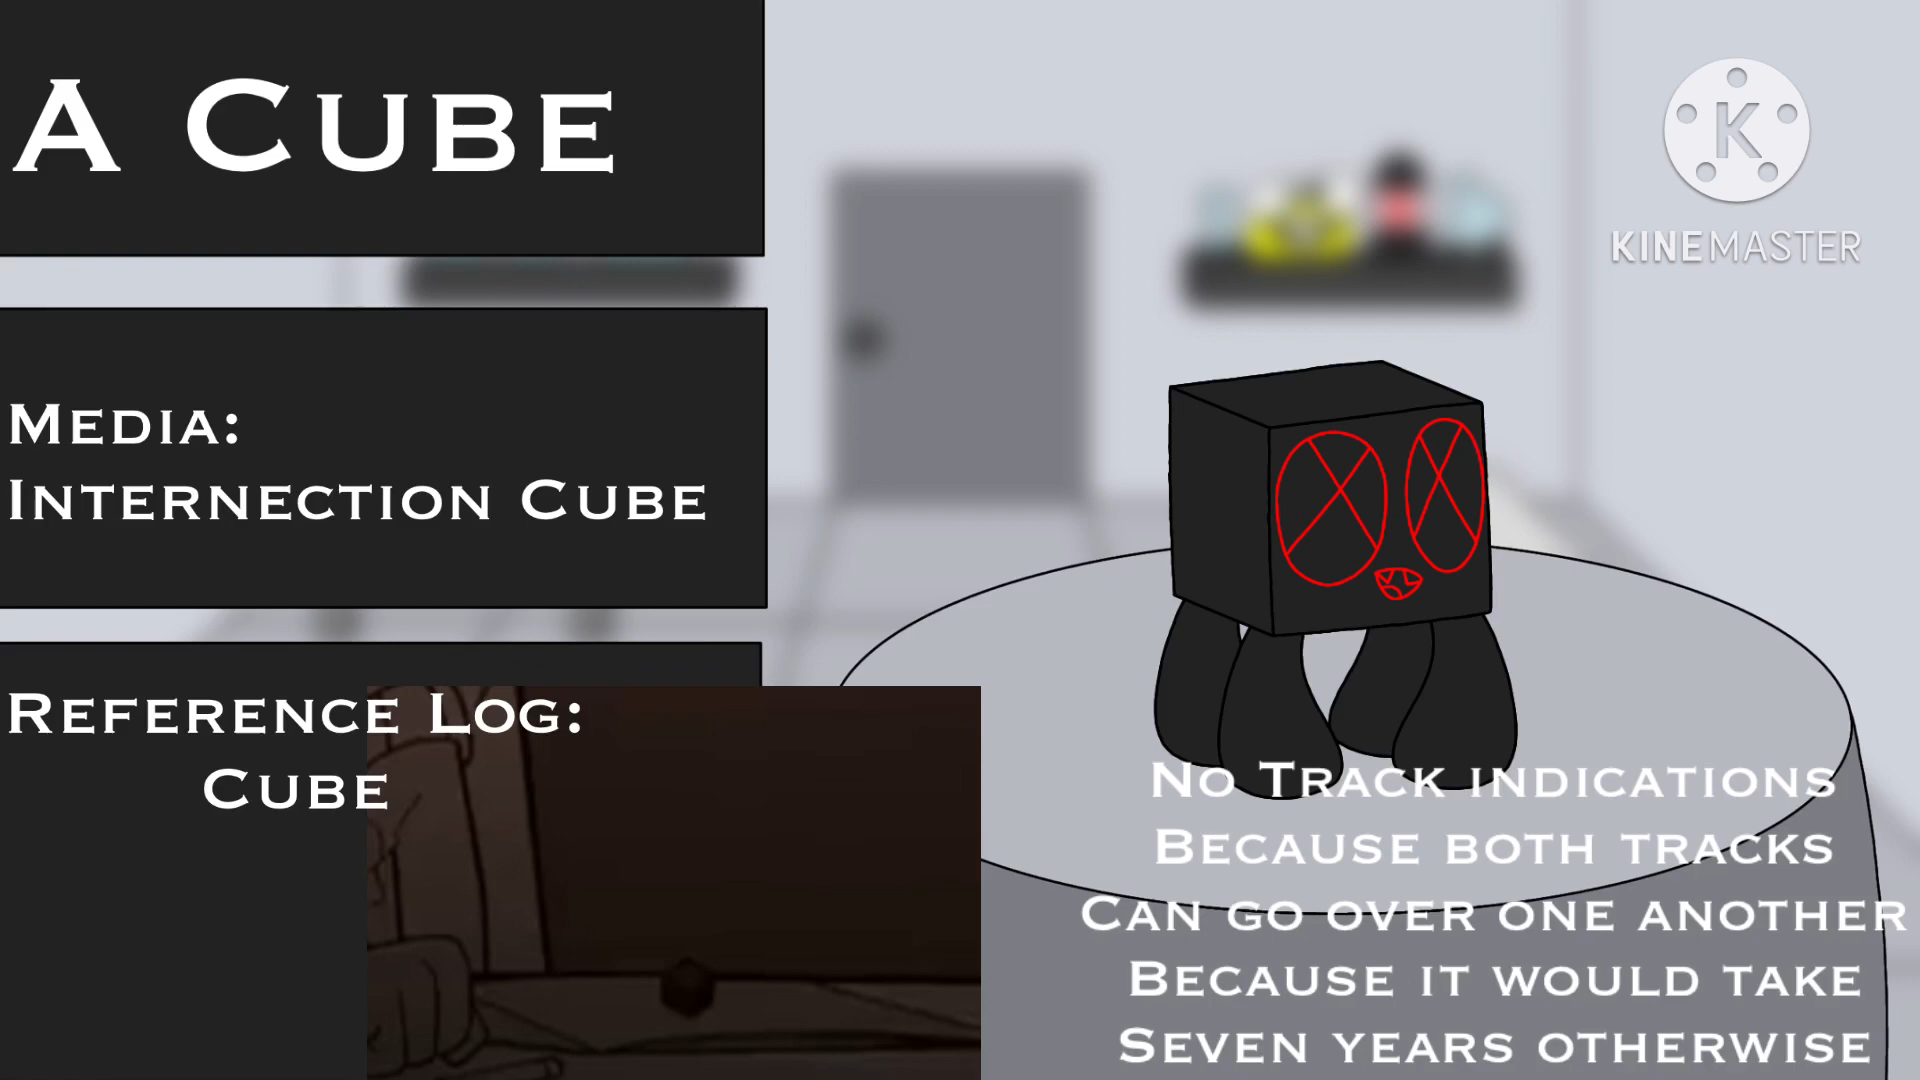 A Cube
Media:
Internection Cube
Reference Log:
Cube
K
KINEMASTER
No Track indications
Because both tracks
Can go over one another
Because it would take
Seven years otherwise